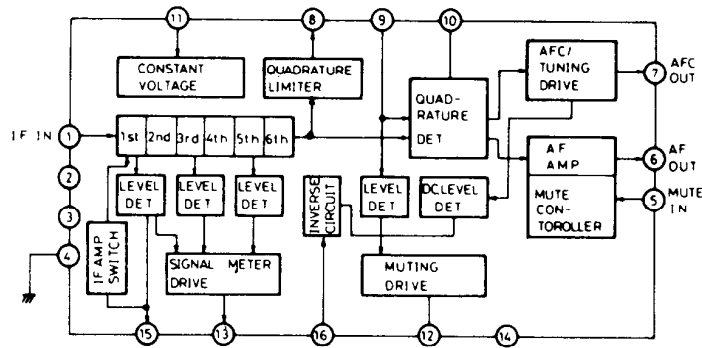 11
8
9
10
CONSTANT
VOLTAGE
QUADRATURE
LIMITER
AFC/
TUNING
DRIVE
7
AFC
OUT
QUAD-
RATURE
DET
IF IN
1
1st 2nd 3rd 4th 5th 6th
AF
AMP
6
AF
OUT
2
LEVEL
DET
LEVEL
DET
LEVEL
DET
INVERSE
CIRCUIT
LEVEL
DET
DC LEVEL
DET
MUTE
CON-
TOROLLER
5
MUTE
IN
3
4
IF AMP
SWITCH
SIGNAL METER
DRIVE
MUTING
DRIVE
15
13
16
12
14